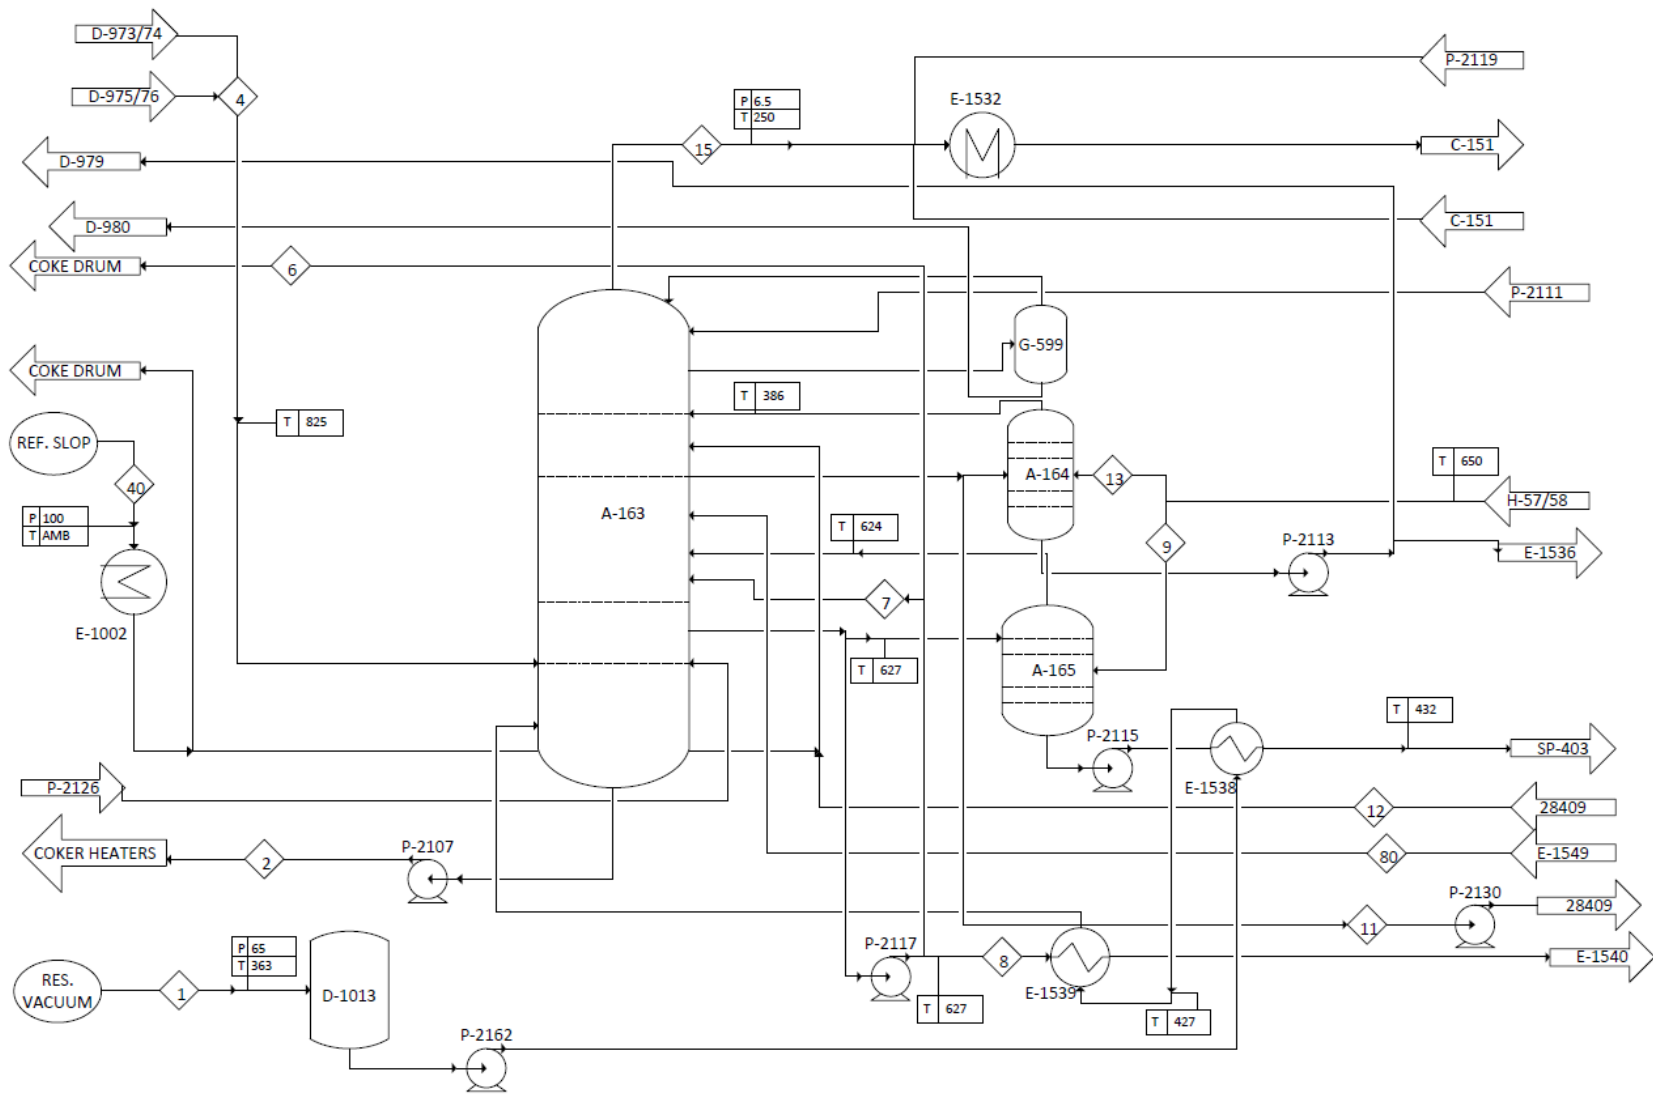 D-973/74
P-2119
E-1532
D-975/76
4
P 6.5
T 250
15
C-151
D-979
D-980
C-151
COKE DRUM
6
P-2111
G-599
COKE DRUM
T 386
T 825
REF. SLOP
T 650
A-164
13
40
H-57/58
P 100
T AMB
A-163
T 624
9
P-2113
E-1536
7
E-1002
T 627
A-165
T 432
P-2115
SP-403
P-2126
E-1538
12
28409
P-2107
COKER HEATERS
2
80
E-1549
P-2130
28409
11
P-2117
P 65
T 363
8
E-1540
RES.
VACUUM
1
D-1013
E-1539
T 627
T 427
P-2162